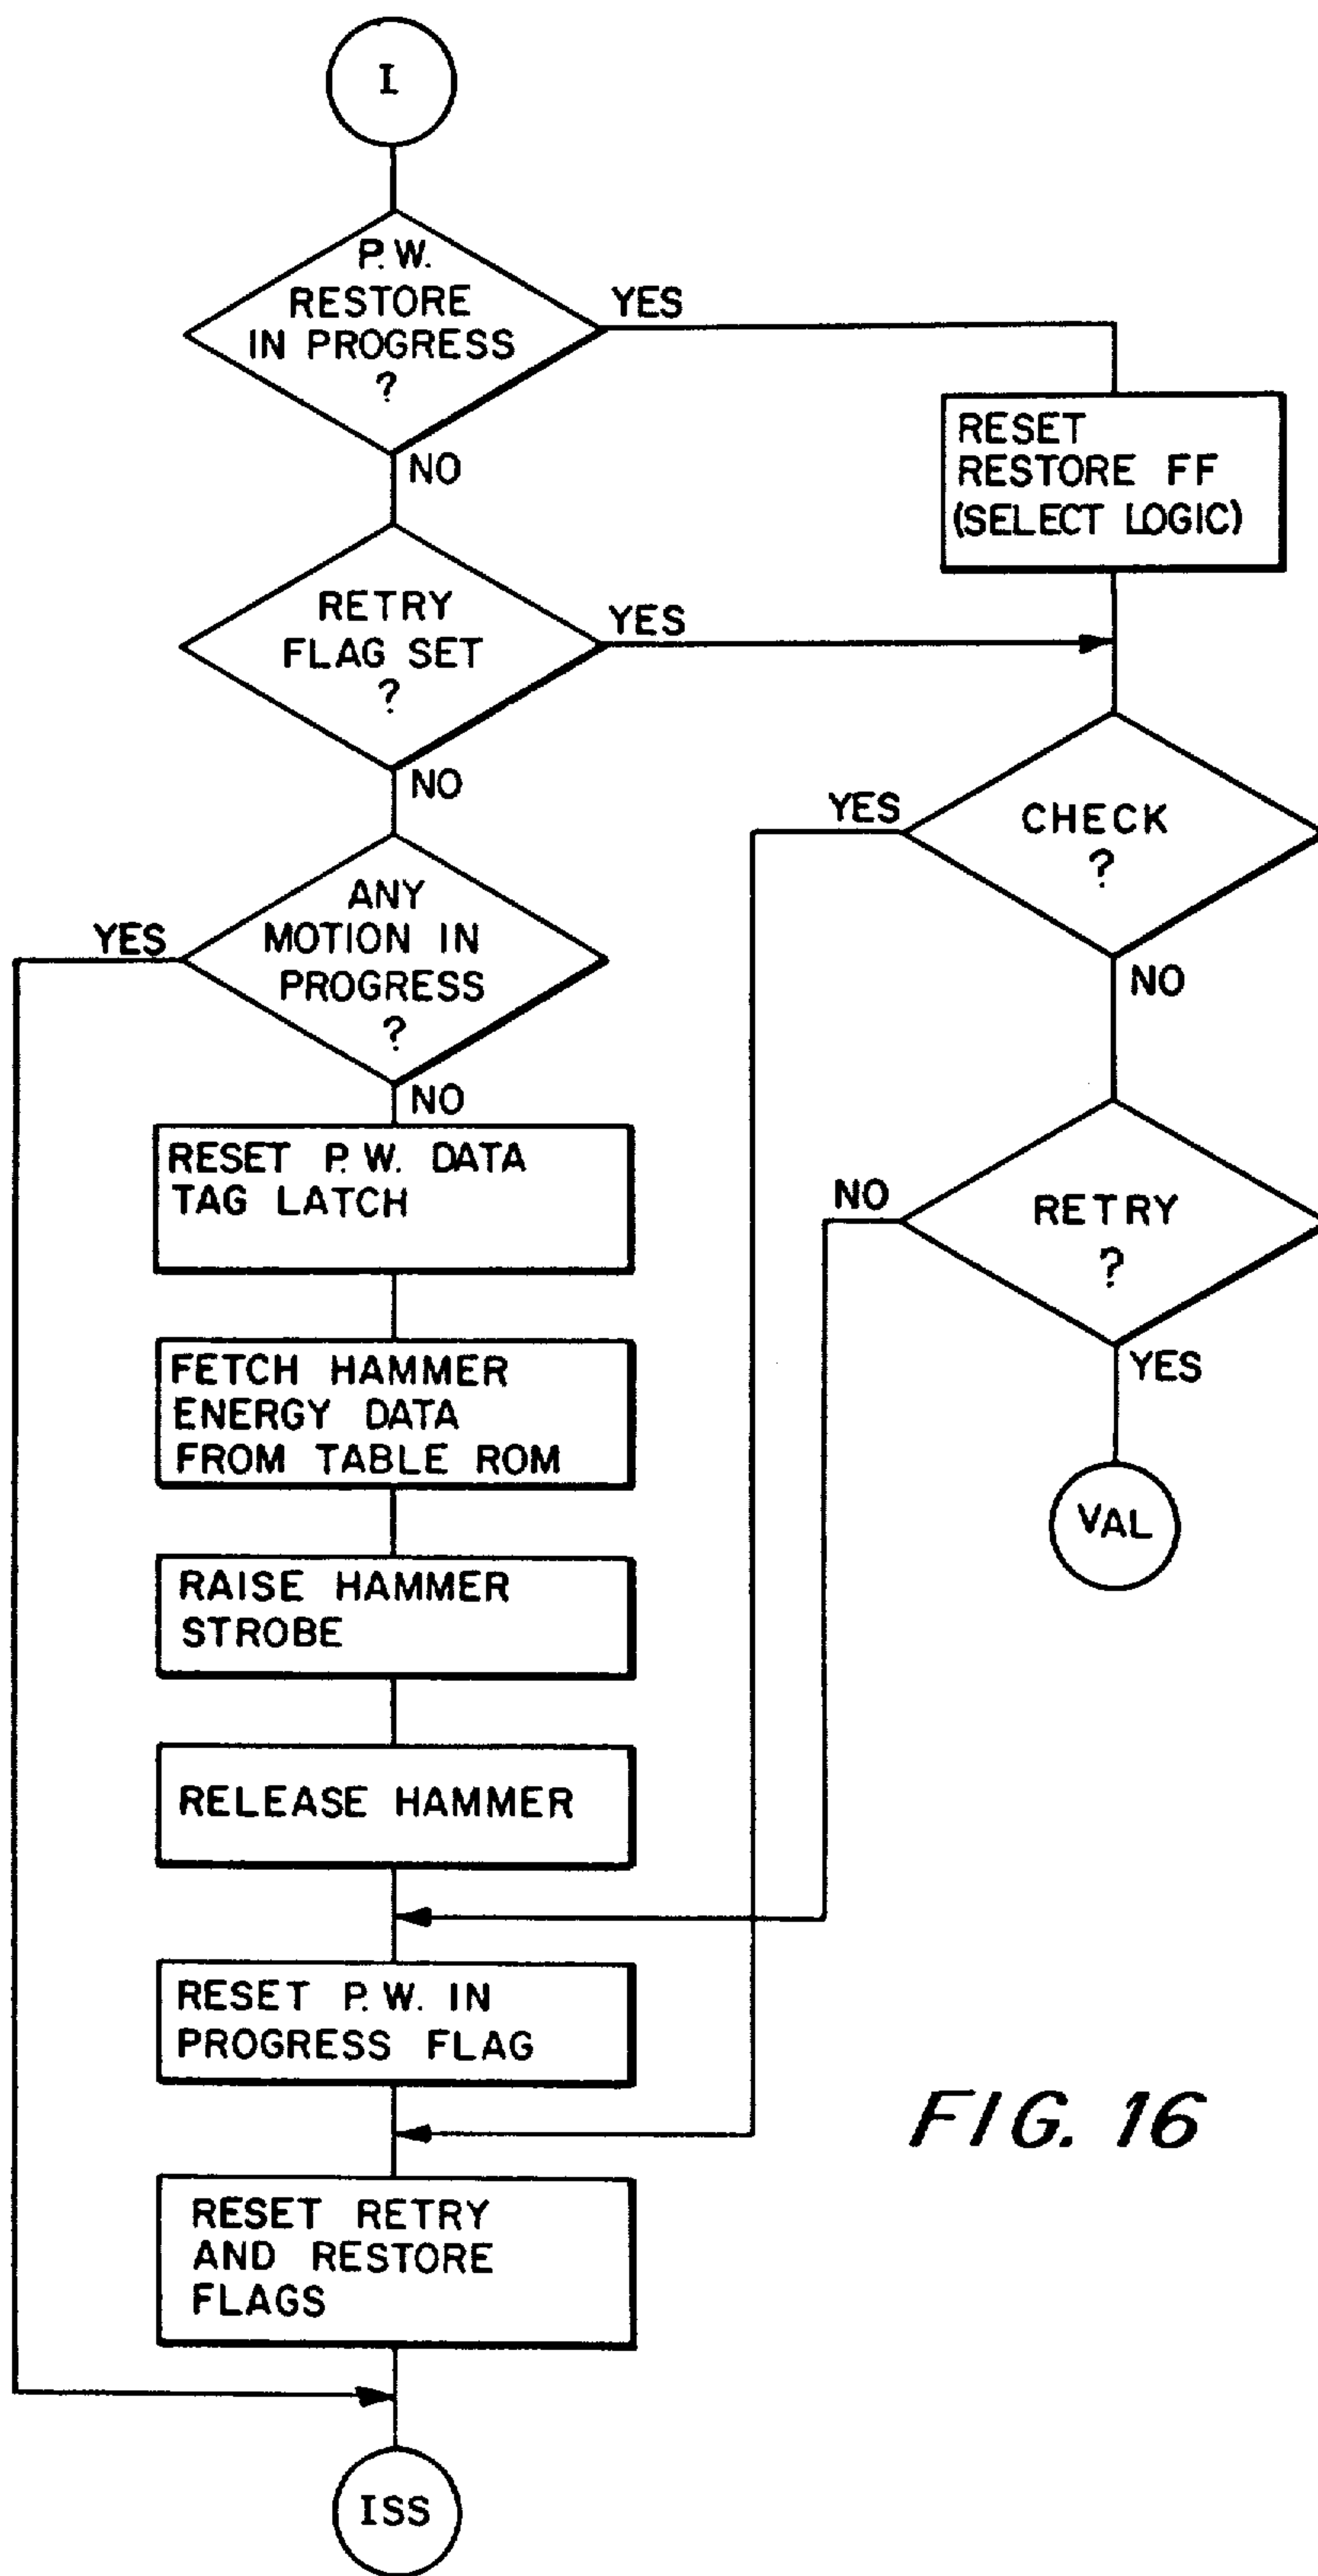 I
P.W.
RESTORE
IN PROGRESS
?
YES
NO
RESET
RESTORE FF
(SELECT LOGIC)
RETRY
FLAG SET
?
YES
NO
CHECK
?
YES
NO
ANY
MOTION IN
PROGRESS
?
YES
NO
RETRY
?
NO
YES
VAL
RESET P.W. DATA
TAG LATCH
FETCH HAMMER
ENERGY DATA
FROM TABLE ROM
RAISE HAMMER
STROBE
RELEASE HAMMER
RESET P.W. IN
PROGRESS FLAG
RESET RETRY
AND RESTORE
FLAGS
ISS
FIG. 16